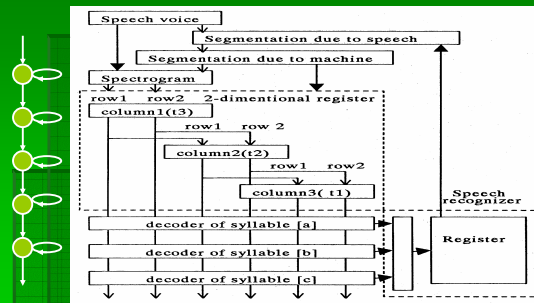 Speech voice
Segmentation due to speech
Segmentation due to machine
Spectrogram
row1 row2 2-dimentional register
column1(t3)
row1 row 2
column2(t2)
row1 row2
column3( t1)
Speech
recognizer
decoder of syllable [a]
Register
decoder of syllable [b]
decoder of syllable [c]